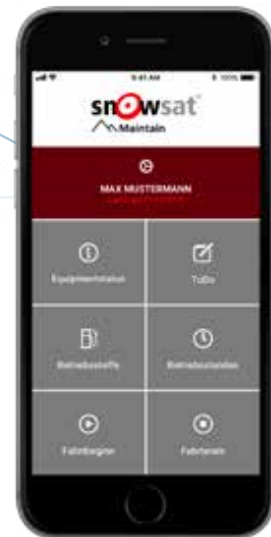 9:41 AM 100%
snowsat
Maintain
MAX MUSTERMANN
Equipmentstatus
ToDo
Betriebsstoffe
Betriebsstunden
Fahrtbeginn
Fahrtende